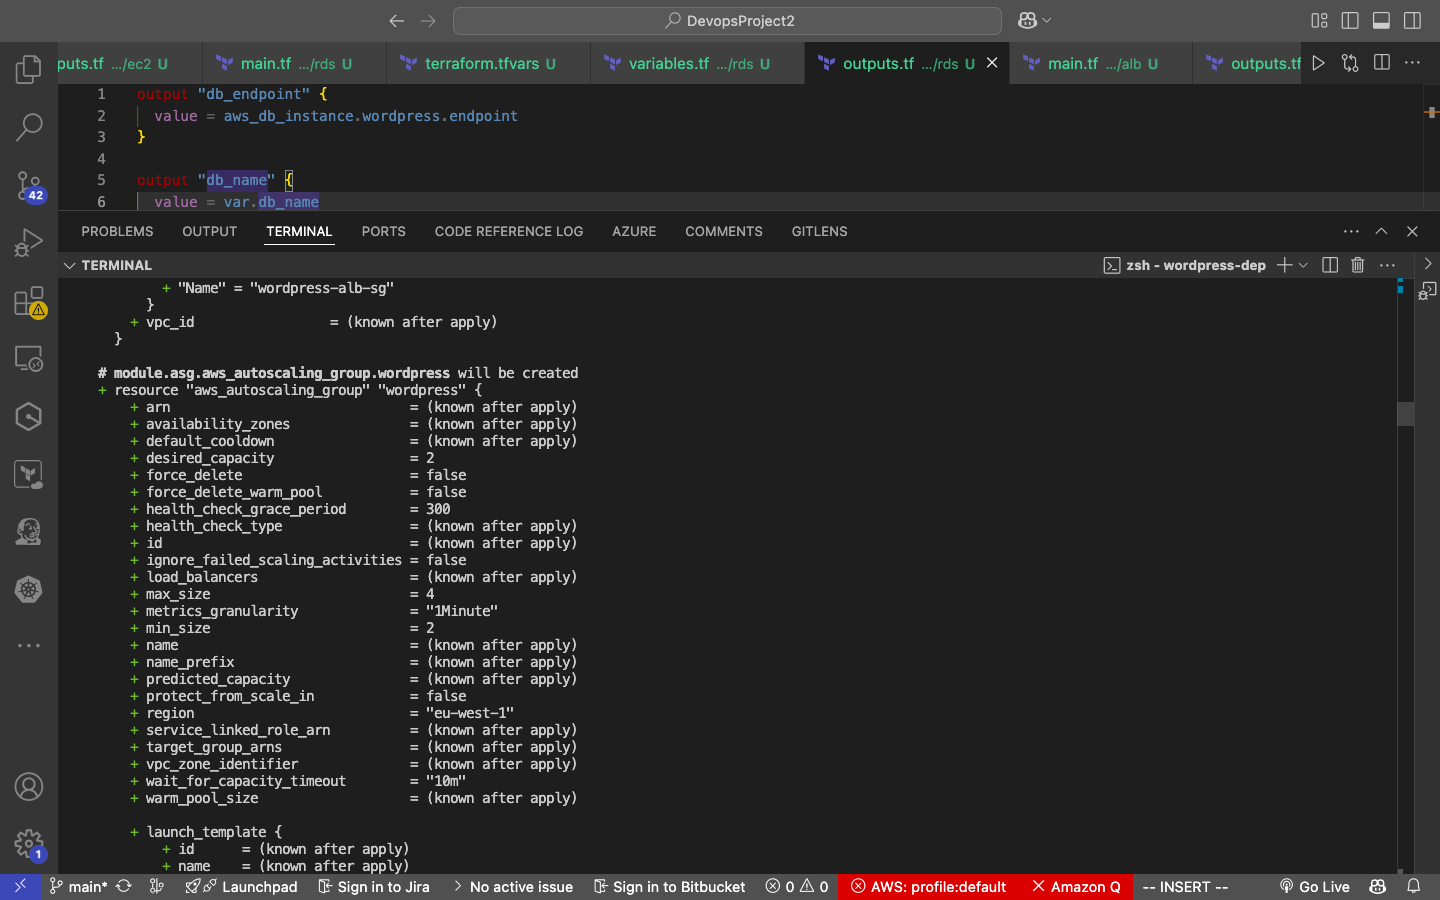 DevopsProject2
puts.tf .../ec2 U
main.tf .../rds U
terraform.tfvars U
variables.tf .../rds U
outputs.tf .../rds U
main.tf .../alb U
outputs.tf
1 output "db_endpoint" {
2 value = aws_db_instance.wordpress.endpoint
3 }
4
5 output "db_name" {
6 value = var.db_name
42
PROBLEMS OUTPUT TERMINAL PORTS CODE REFERENCE LOG AZURE COMMENTS GITLENS
TERMINAL
zsh - wordpress-dep
+ "Name" = "wordpress-alb-sg"
}
+ vpc_id = (known after apply)
}
# module.asg.aws_autoscaling_group.wordpress will be created
+ resource "aws_autoscaling_group" "wordpress" {
+ arn = (known after apply)
+ availability_zones = (known after apply)
+ default_cooldown = (known after apply)
+ desired_capacity = 2
+ force_delete = false
+ force_delete_warm_pool = false
+ health_check_grace_period = 300
+ health_check_type = (known after apply)
+ id = (known after apply)
+ ignore_failed_scaling_activities = false
+ load_balancers = (known after apply)
+ max_size = 4
+ metrics_granularity = "1Minute"
+ min_size = 2
+ name = (known after apply)
+ name_prefix = (known after apply)
+ predicted_capacity = (known after apply)
+ protect_from_scale_in = false
+ region = "eu-west-1"
+ service_linked_role_arn = (known after apply)
+ target_group_arns = (known after apply)
+ vpc_zone_identifier = (known after apply)
+ wait_for_capacity_timeout = "10m"
+ warm_pool_size = (known after apply)
+ launch_template {
+ id = (known after apply)
+ name = (known after apply)
1
main* Launchpad Sign in to Jira No active issue Sign in to Bitbucket 0 0 AWS: profile:default Amazon Q -- INSERT -- Go Live